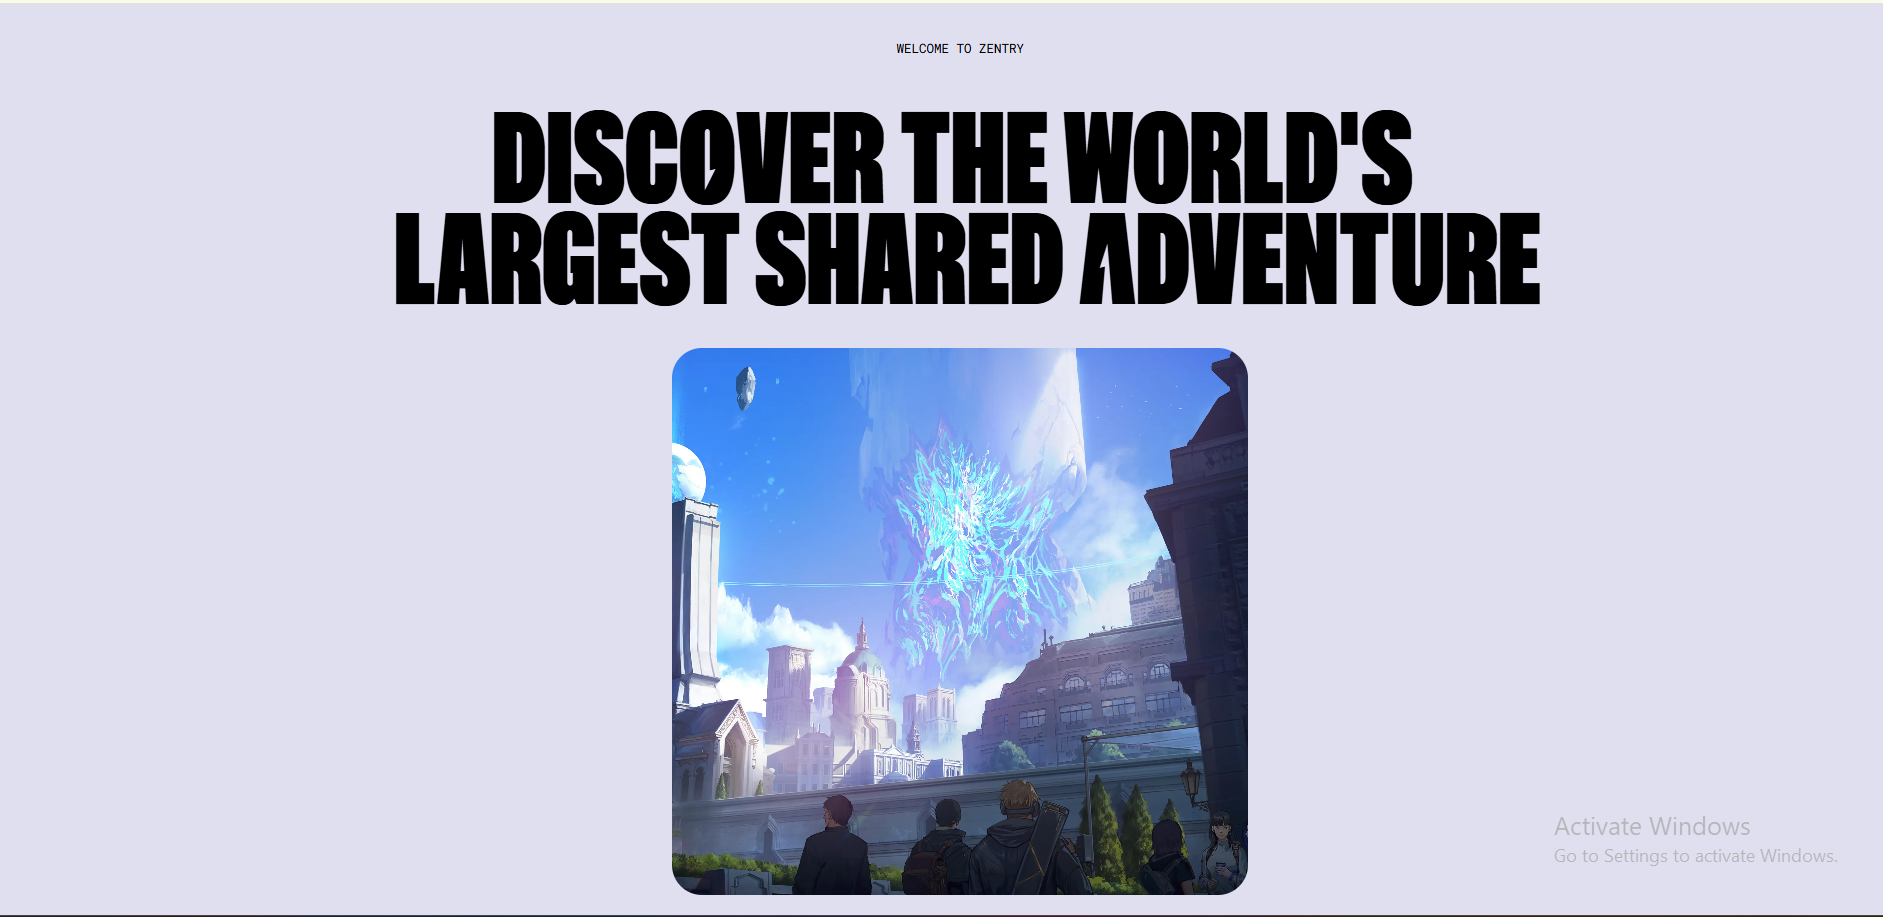 WELCOME TO ZENTRY
DISCOVER THE WORLD'S
LARGEST SHARED ADVENTURE
Activate Windows
Go to Settings to activate Windows.